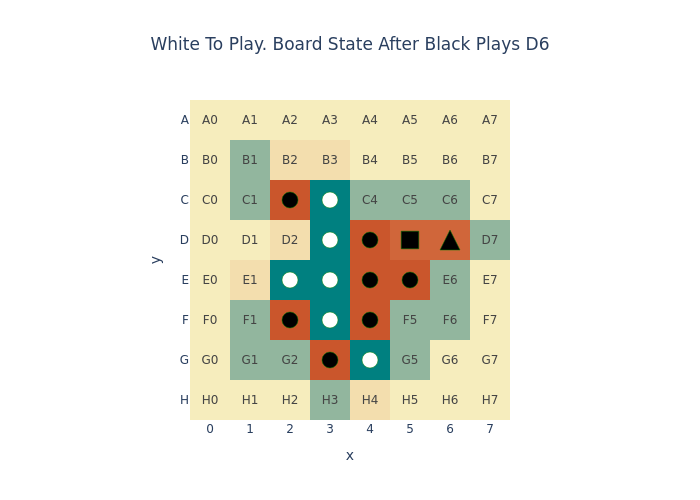 White To Play. Board State After Black Plays D6
A A0 A1 A2 A3 A4 A5 A6 A7
B B0 B1 B2 B3 B4 B5 B6 B7
C C0 C1 C4 C5 C6 C7
y D D0 D1 D2 D7
E E0 E1 E6 E7
F F0 F1 F5 F6 F7
G G0 G1 G2 G5 G6 G7
H H0 H1 H2 H3 H4 H5 H6 H7
0 1 2 3 4 5 6 7
x